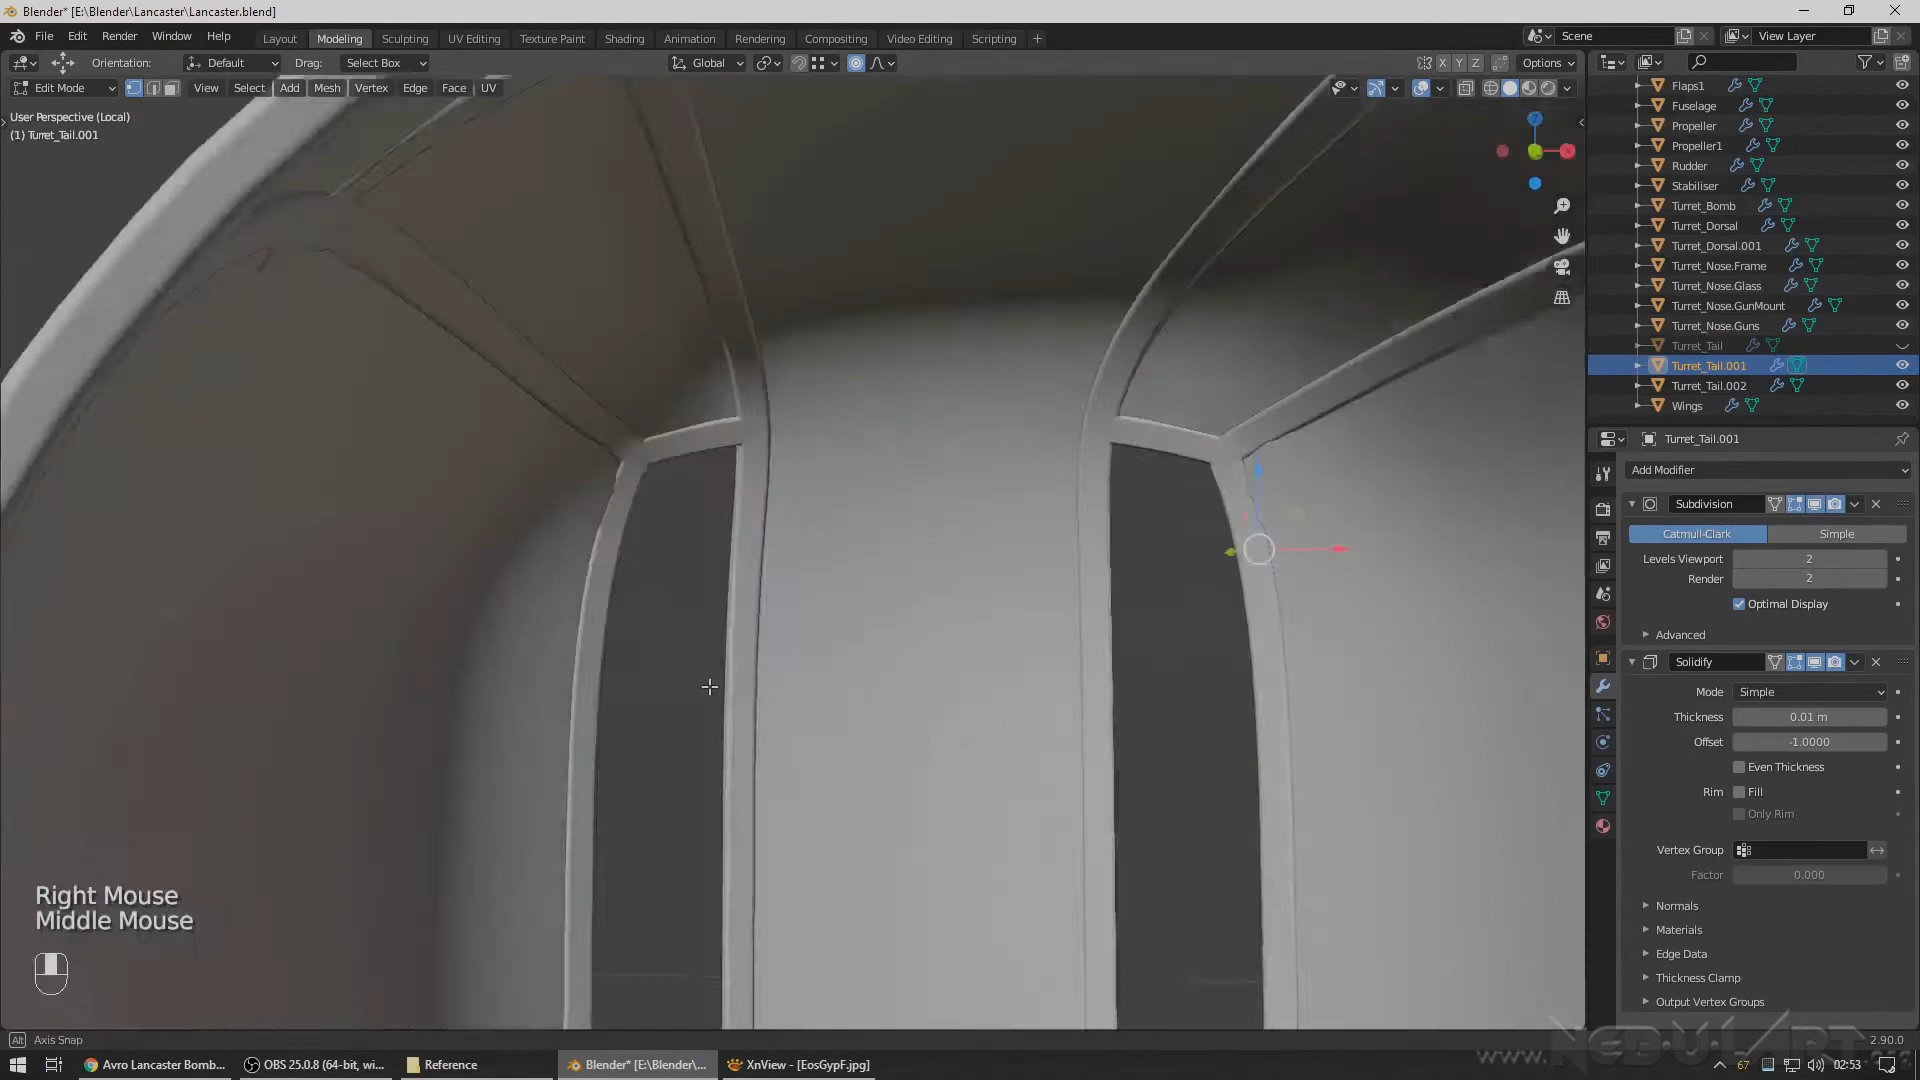 Blender* [E:\Blender\Lancaster\Lancaster.blend]
File Edit Render Window Help
Layout Modeling Sculpting UV Editing Texture Paint Shading Animation Rendering Compositing Video Editing Scripting +
Scene
View Layer
Orientation: Default Drag: Select Box
Global
X Y Z Options
Edit Mode View Select Add Mesh Vertex Edge Face UV
User Perspective (Local)
(1) Turret_Tail.001
Z
Flaps1
Fuselage
Propeller
Propeller1
Rudder
Stabiliser
Turret_Bomb
Turret_Dorsal
Turret_Dorsal.001
Turret_Nose.Frame
Turret_Nose.Glass
Turret_Nose.GunMount
Turret_Nose.Guns
Turret_Tail
Turret_Tail.001
Turret_Tail.002
Wings
Turret_Tail.001
Add Modifier
Subdivision
Catmull-Clark Simple
Levels Viewport 2
Render 2
Optimal Display
Advanced
Solidify
Mode Simple
Thickness 0.01 m
Offset -1.0000
Even Thickness
Rim Fill
Only Rim
Vertex Group
Factor 0.000
Normals
Materials
Edge Data
Thickness Clamp
Output Vertex Groups
Right Mouse
Middle Mouse
Alt Axis Snap
2.90.0
Avro Lancaster Bomb...
OBS 25.0.8 (64-bit, wi...
Reference
Blender* [E:\Blender\...
XnView - [EosGypF.jpg]
67
02:53